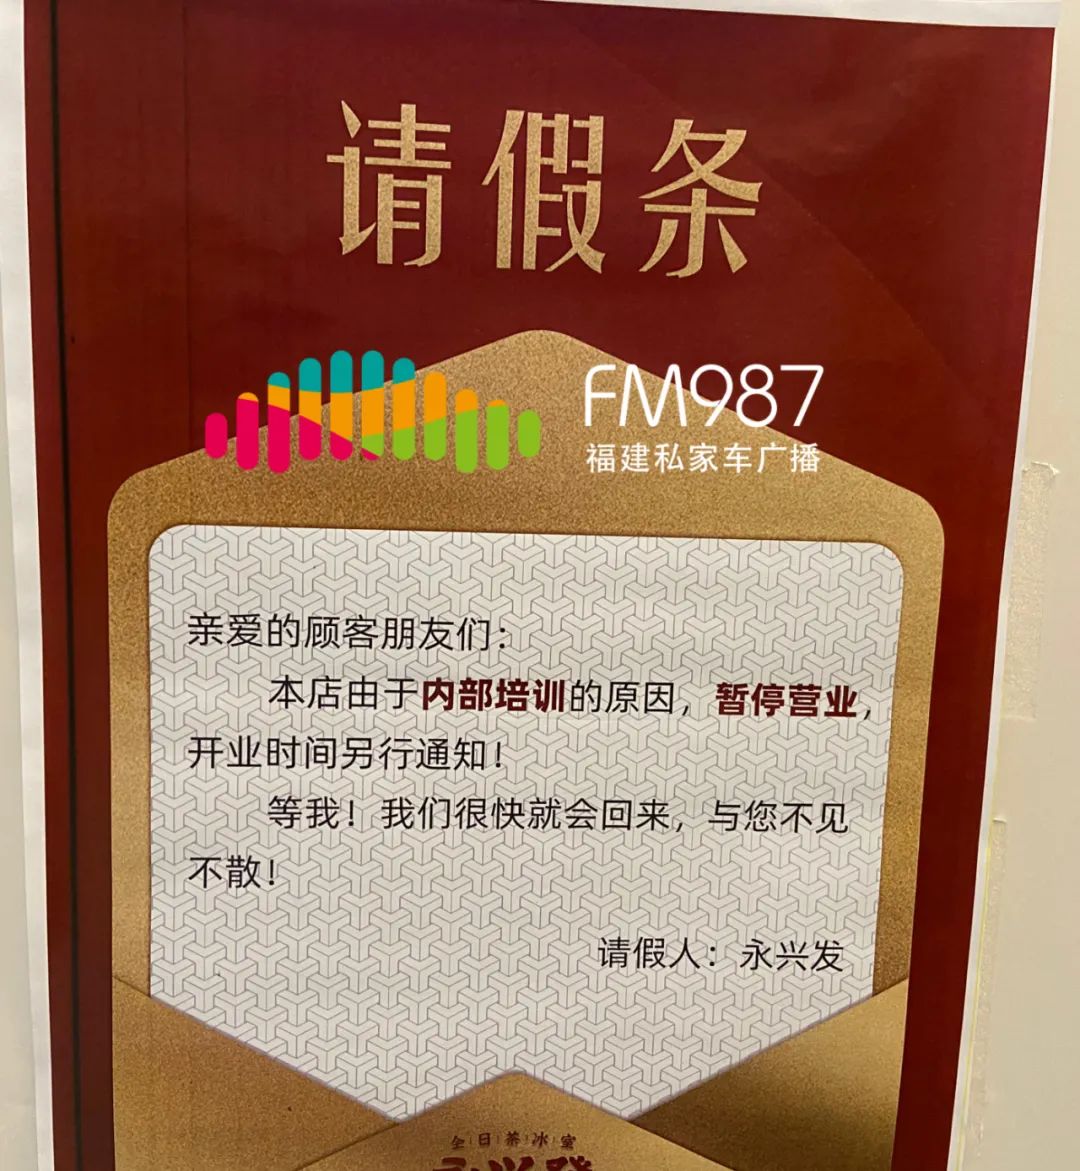 请假条
FM987
福建私家车广播
亲爱的顾客朋友们：
本店由于内部培训的原因，暂停营业，
开业时间另行通知！
等我！我们很快就会回来，与您不见
不散！
请假人：永兴发
全日茶冰室